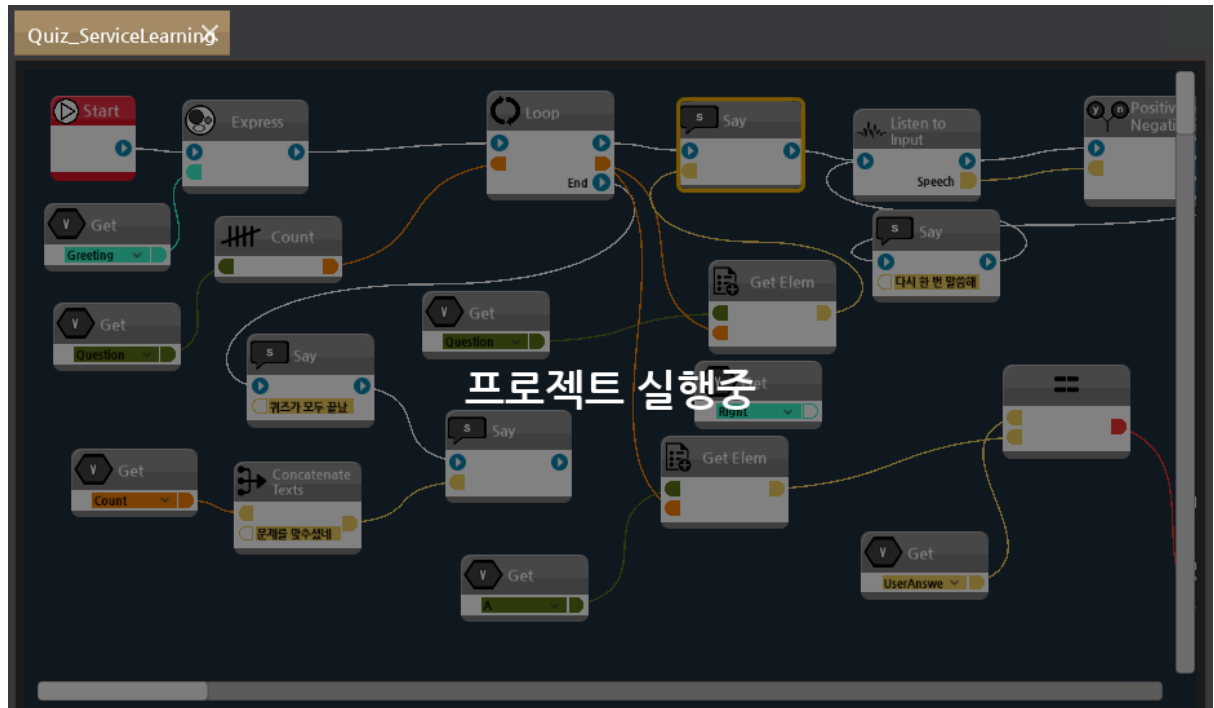 Quiz_ServiceLearning
Start
Express
Loop
End
Say
Listen to
Input
Speech
Positiv
Negati
Get
Greeting
Count
Say
다시 한 번 말씀해
Get
Question
Get
Question
Get Elem
Say
퀴즈가 모두 끝났
프로젝트 실행중
Right
Say
Get
Count
Concatenate
Texts
문제를 맞수셨네
Get Elem
==
Get
A
Get
UserAnswe